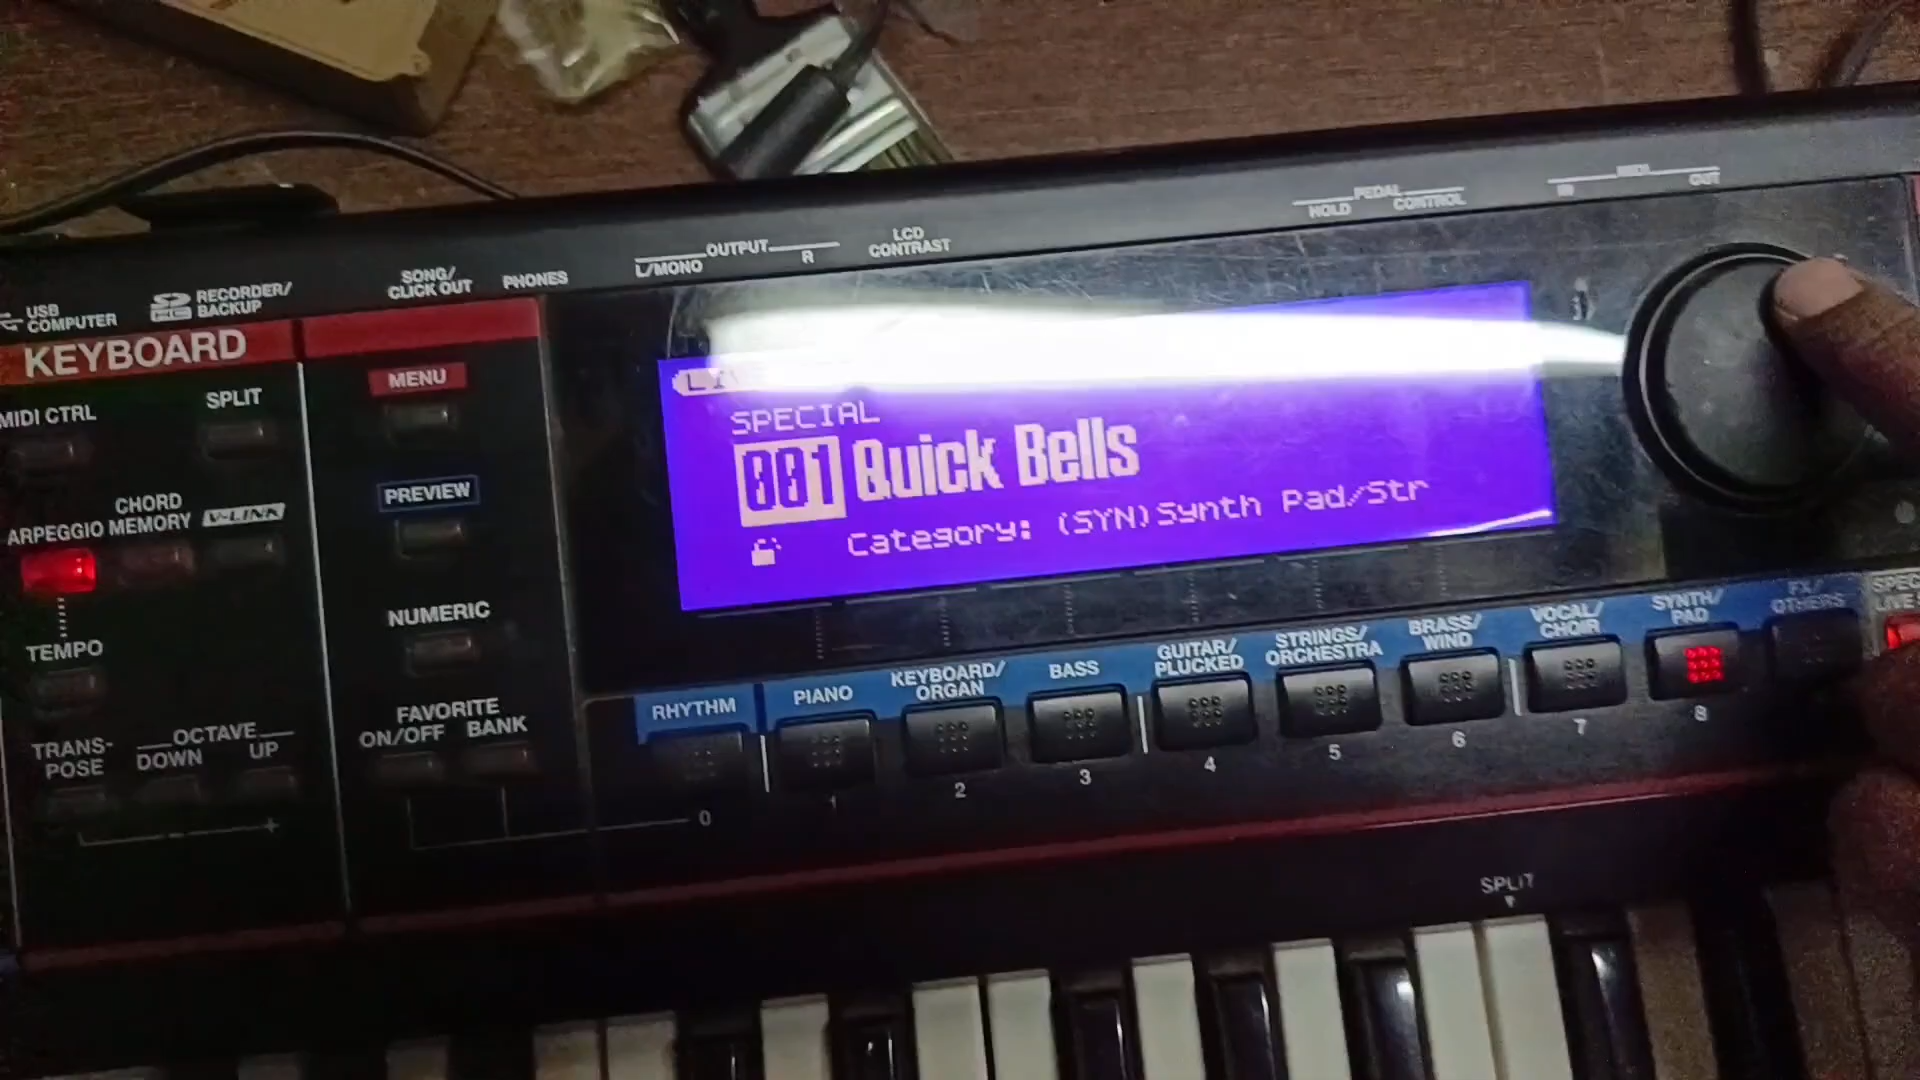 USB
COMPUTER
RECORDER/
BACKUP
SONG/
CLICK OUT
PHONES
OUTPUT
L/MONO
R
LCD
CONTRAST
PEDAL
HOLD
CONTROL
MIDI
IN
OUT
KEYBOARD
MIDI CTRL
SPLIT
MENU
PREVIEW
CHORD
ARPEGGIO MEMORY V-LINK
NUMERIC
TEMPO
FAVORITE
ON/OFF BANK
TRANS-
POSE
OCTAVE
DOWN
UP
- +
SPECIAL
001 Quick Bells
Category: (SYN)Synth Pad/Str
RHYTHM
PIANO
KEYBOARD/
ORGAN
BASS
GUITAR/
PLUCKED
STRINGS/
ORCHESTRA
BRASS/
WIND
VOCAL/
CHOIR
SYNTH/
PAD
FX/
OTHERS
0
1
2
3
4
5
6
7
8
SPLIT